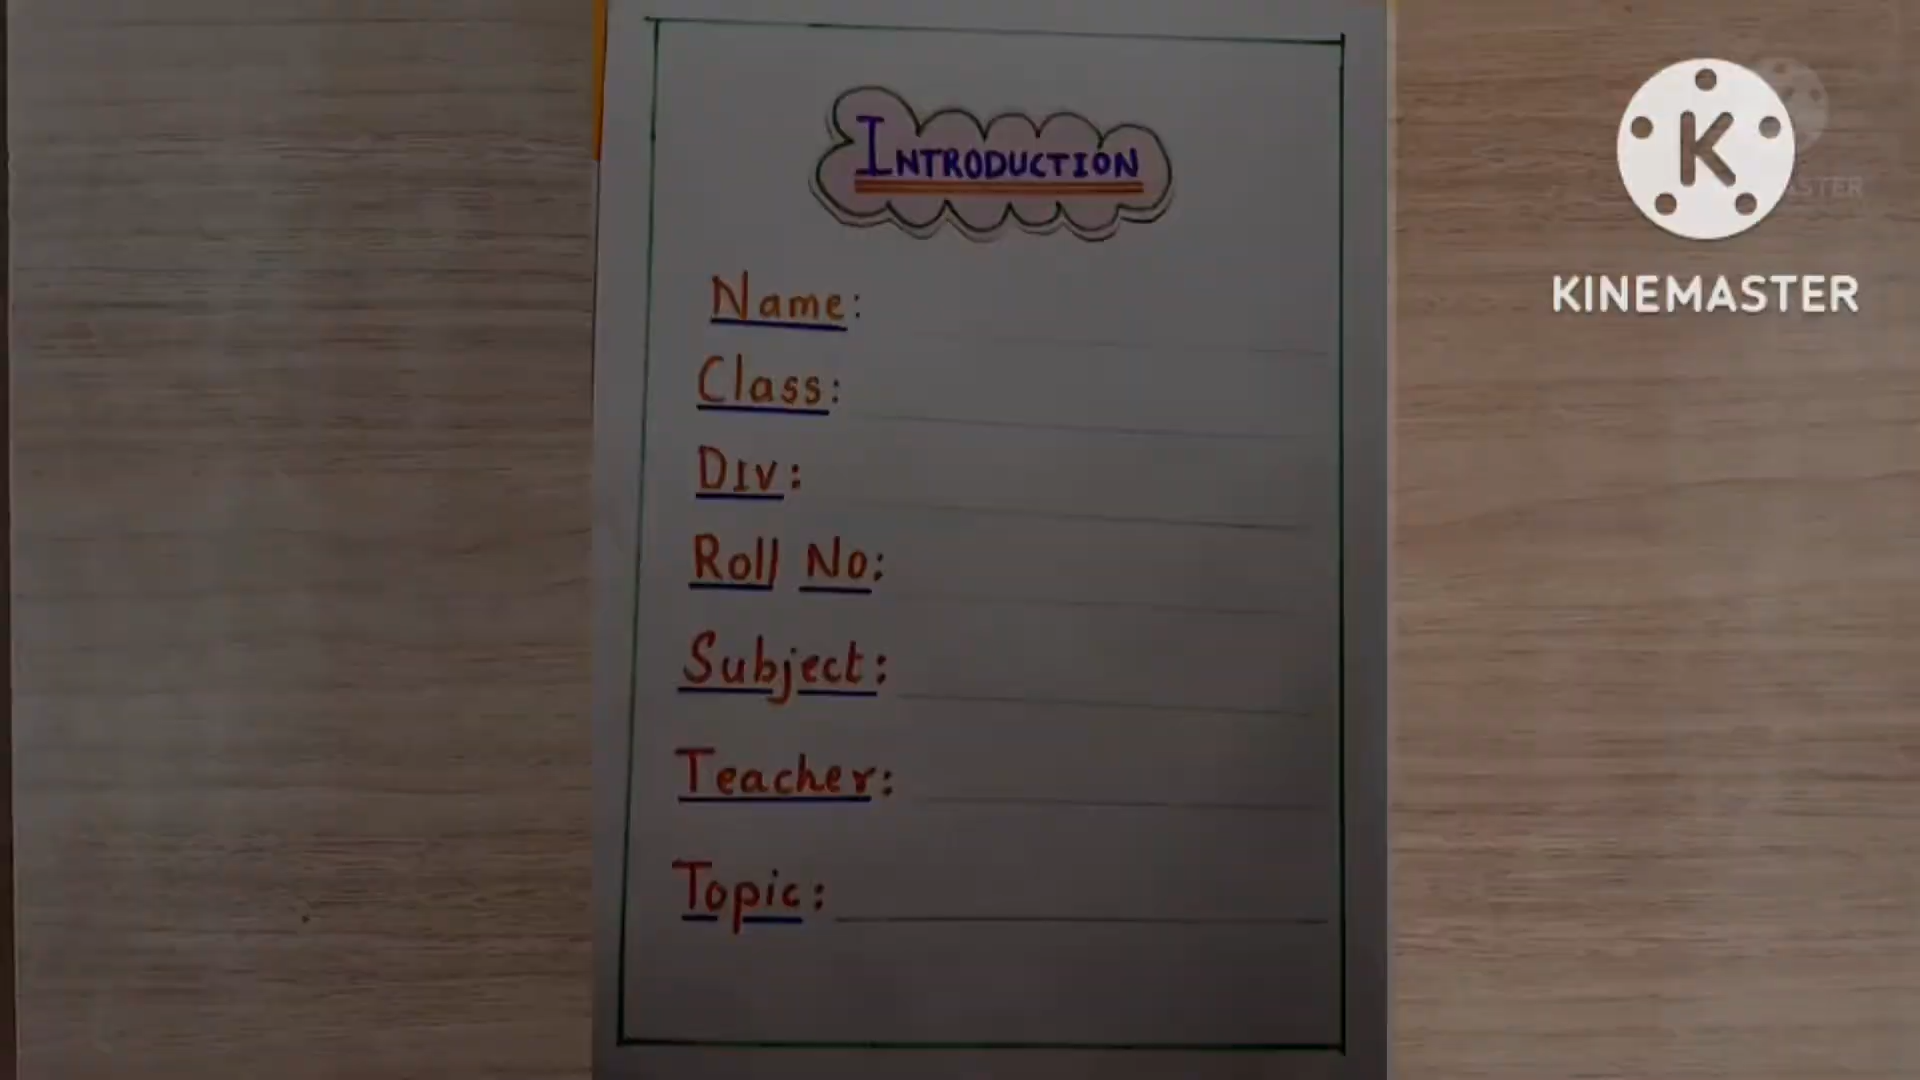 INTRODUCTION
Name:
Class:
DIV:
Roll No:
Subject:
Teacher:
Topic:
K
KINEMASTER